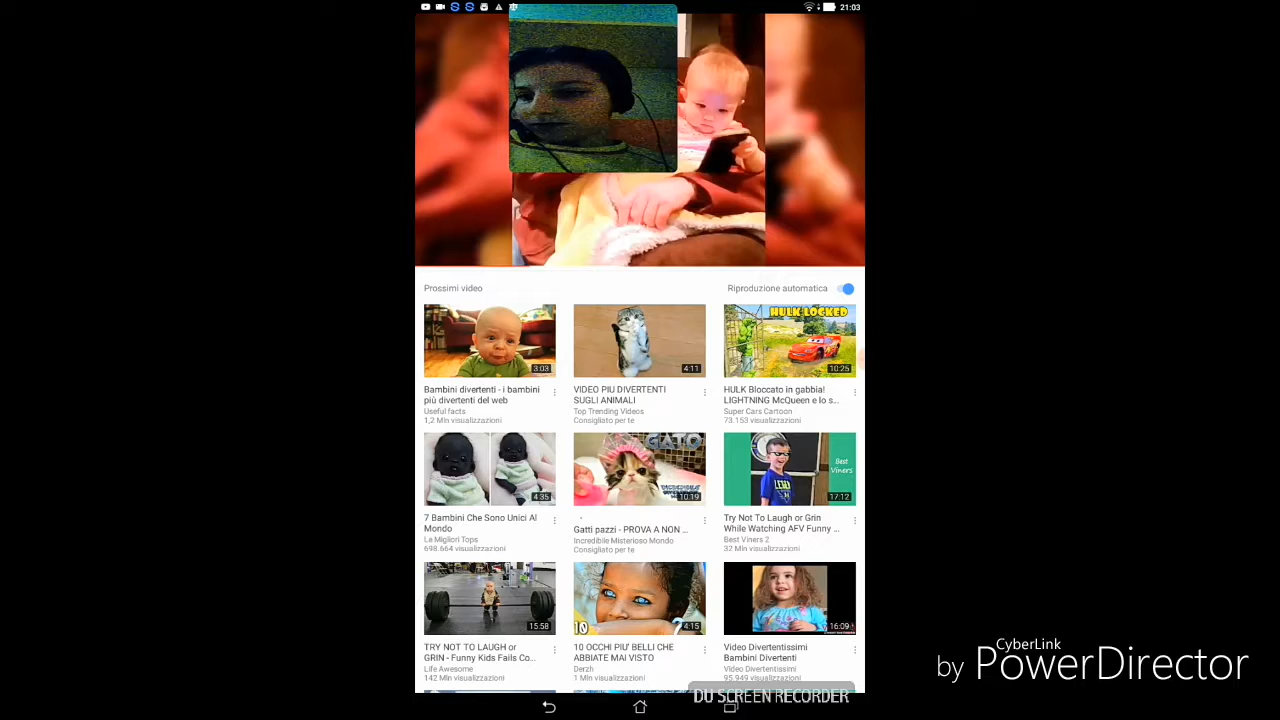 21:03
Prossimi video
Riproduzione automatica
3:03
4:11
HULK LOCKED
10:25
Bambini divertenti - i bambini
più divertenti del web
Useful facts
1,2 Mln visualizzazioni
VIDEO PIU DIVERTENTI
SUGLI ANIMALI
Top Trending Videos
Consigliato per te
HULK Bloccato in gabbia!
LIGHTNING McQueen e lo s...
Super Cars Cartoon
73.153 visualizzazioni
4:35
GATO
10:19
Best
Viners
17:12
7 Bambini Che Sono Unici Al
Mondo
Le Migliori Tops
698.664 visualizzazioni
Gatti pazzi - PROVA A NON ...
Incredibile Misterioso Mondo
Consigliato per te
Try Not To Laugh or Grin
While Watching AFV Funny ...
Best Viners 2
32 Mln visualizzazioni
15:58
10
4:15
16:09
TRY NOT TO LAUGH or
GRIN - Funny Kids Fails Co...
Life Awesome
142 Mln visualizzazioni
10 OCCHI PIU' BELLI CHE
ABBIATE MAI VISTO
Derzh
1 Mln visualizzazioni
Video Divertentissimi
Bambini Divertenti
Video Divertentissimi
95.949 visualizzazioni
DU SCREEN RECORDER
CyberLink
by PowerDirector